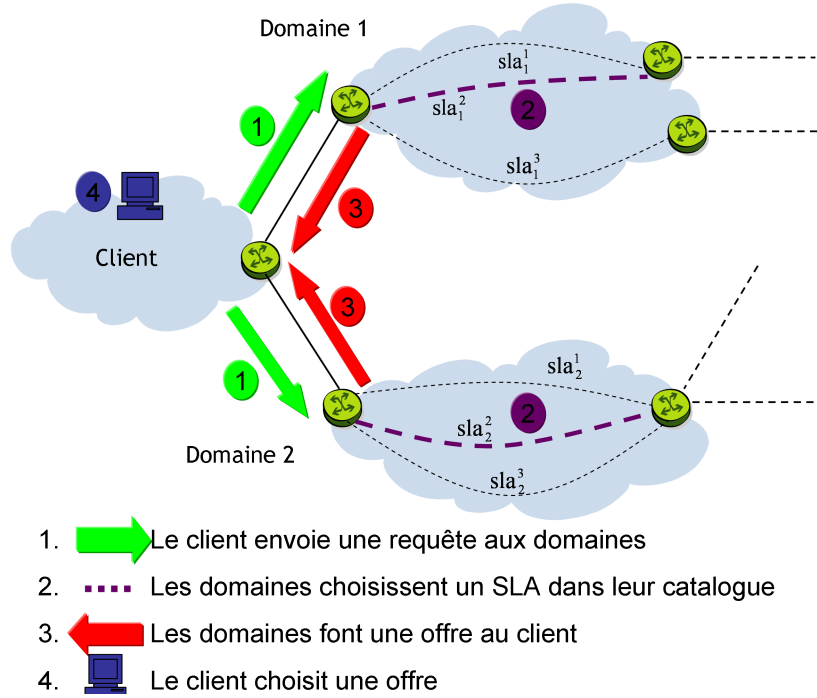 Domaine 1
sla₁¹
1
sla₁²
2
sla₁³
4
3
Client
3
1
sla₂¹
2
sla₂²
Domaine 2
sla₂³
1. Le client envoie une requête aux domaines
2. Les domaines choisissent un SLA dans leur catalogue
3. Les domaines font une offre au client
4. Le client choisit une offre